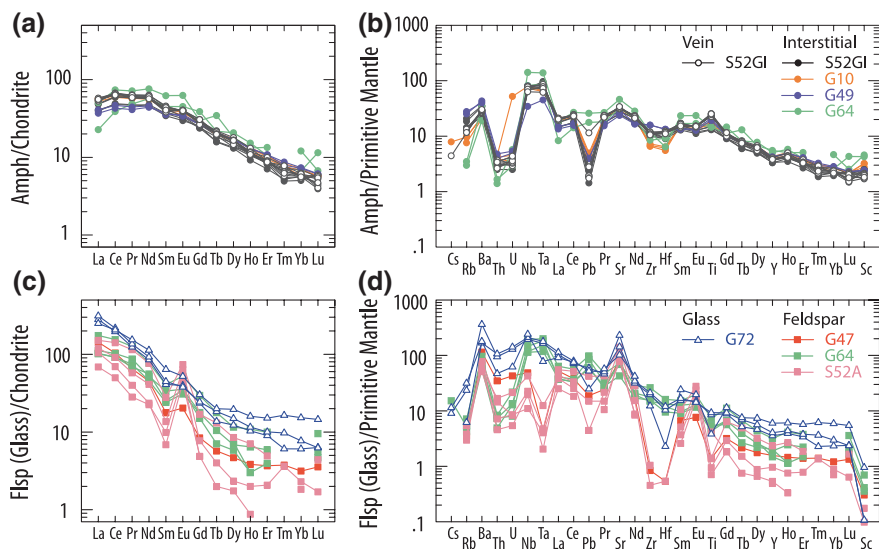 (a)
Amph/Chondrite
100
10
1
La Ce Pr Nd Sm Eu Gd Tb Dy Ho Er Tm Yb Lu
(b)
Amph/Primitive Mantle
1000
100
10
1
.1
Vein
S52GI
Interstitial
S52GI
G10
G49
G64
Cs Rb Ba Th U Nb Ta La Ce Pb Pr Sr Nd Zr Hf Sm Eu Ti Gd Tb Dy Y Ho Er Tm Yb Lu Sc
(c)
Flsp (Glass)/Chondrite
100
10
1
La Ce Pr Nd Sm Eu Gd Tb Dy Ho Er Tm Yb Lu
(d)
Flsp (Glass)/Primitive Mantle
1000
100
10
1
.1
Glass
G72
Feldspar
G47
G64
S52A
Cs Rb Ba Th U Nb Ta La Ce Pb Pr Sr Nd Zr Hf Sm Eu Ti Gd Tb Dy Y Ho Er Tm Yb Lu Sc